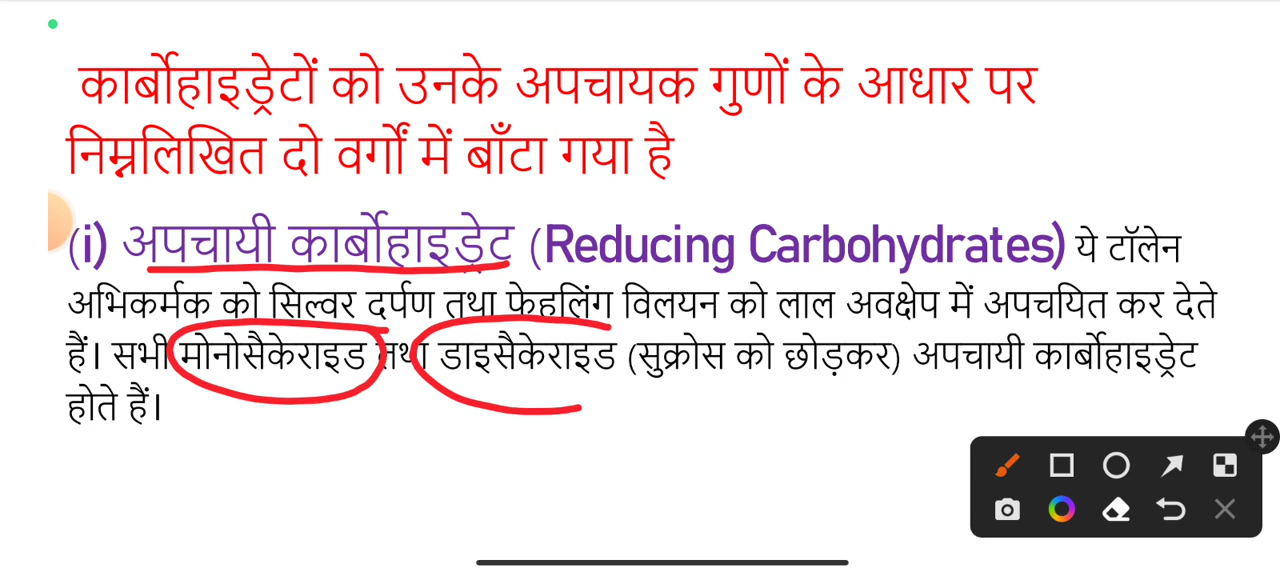 कार्बोहाइड्रेटों को उनके अपचायक गुणों के आधार पर
निम्नलिखित दो वर्गों में बाँटा गया है
(i) अपचायी कार्बोहाइड्रेट (Reducing Carbohydrates) ये टॉलेन
अभिकर्मक को सिल्वर दर्पण तथा फेहलिंग विलयन को लाल अवक्षेप में अपचयित कर देते
हैं। सभी मोनोसैकेराइड तथा डाइसैकेराइड (सुक्रोस को छोड़कर) अपचायी कार्बोहाइड्रेट
होते हैं।